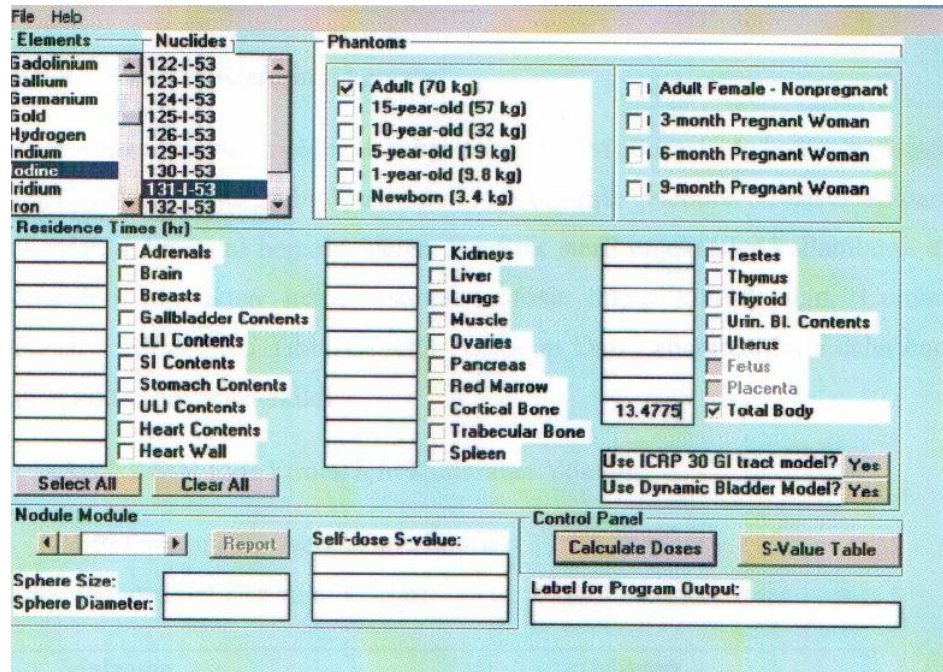 File Help
Elements
Gadolinium
Gallium
Germanium
Gold
Hydrogen
Indium
Iodine
Iridium
Iron
Nuclides
122-I-53
123-I-53
124-I-53
125-I-53
126-I-53
129-I-53
130-I-53
131-I-53
132-I-53
Phantoms
Adult (70 kg)
15-year-old (57 kg)
10-year-old (32 kg)
5-year-old (19 kg)
1-year-old (9.8 kg)
Newborn (3.4 kg)
Adult Female - Nonpregnant
3-month Pregnant Woman
6-month Pregnant Woman
9-month Pregnant Woman
Residence Times (hr)
Adrenals
Brain
Breasts
Gallbladder Contents
LLI Contents
SI Contents
Stomach Contents
ULI Contents
Heart Contents
Heart Wall
Kidneys
Liver
Lungs
Muscle
Ovaries
Pancreas
Red Marrow
Cortical Bone
Trabecular Bone
Spleen
Testes
Thymus
Thyroid
Urin. Bl. Contents
Uterus
Fetus
Placenta
13.4775 Total Body
Select All Clear All
Use ICRP 30 GI tract model? Yes
Use Dynamic Bladder Model? Yes
Nodule Module
Report
Sphere Size:
Sphere Diameter:
Self-dose S-value:
Control Panel
Calculate Doses S-Value Table
Label for Program Output: